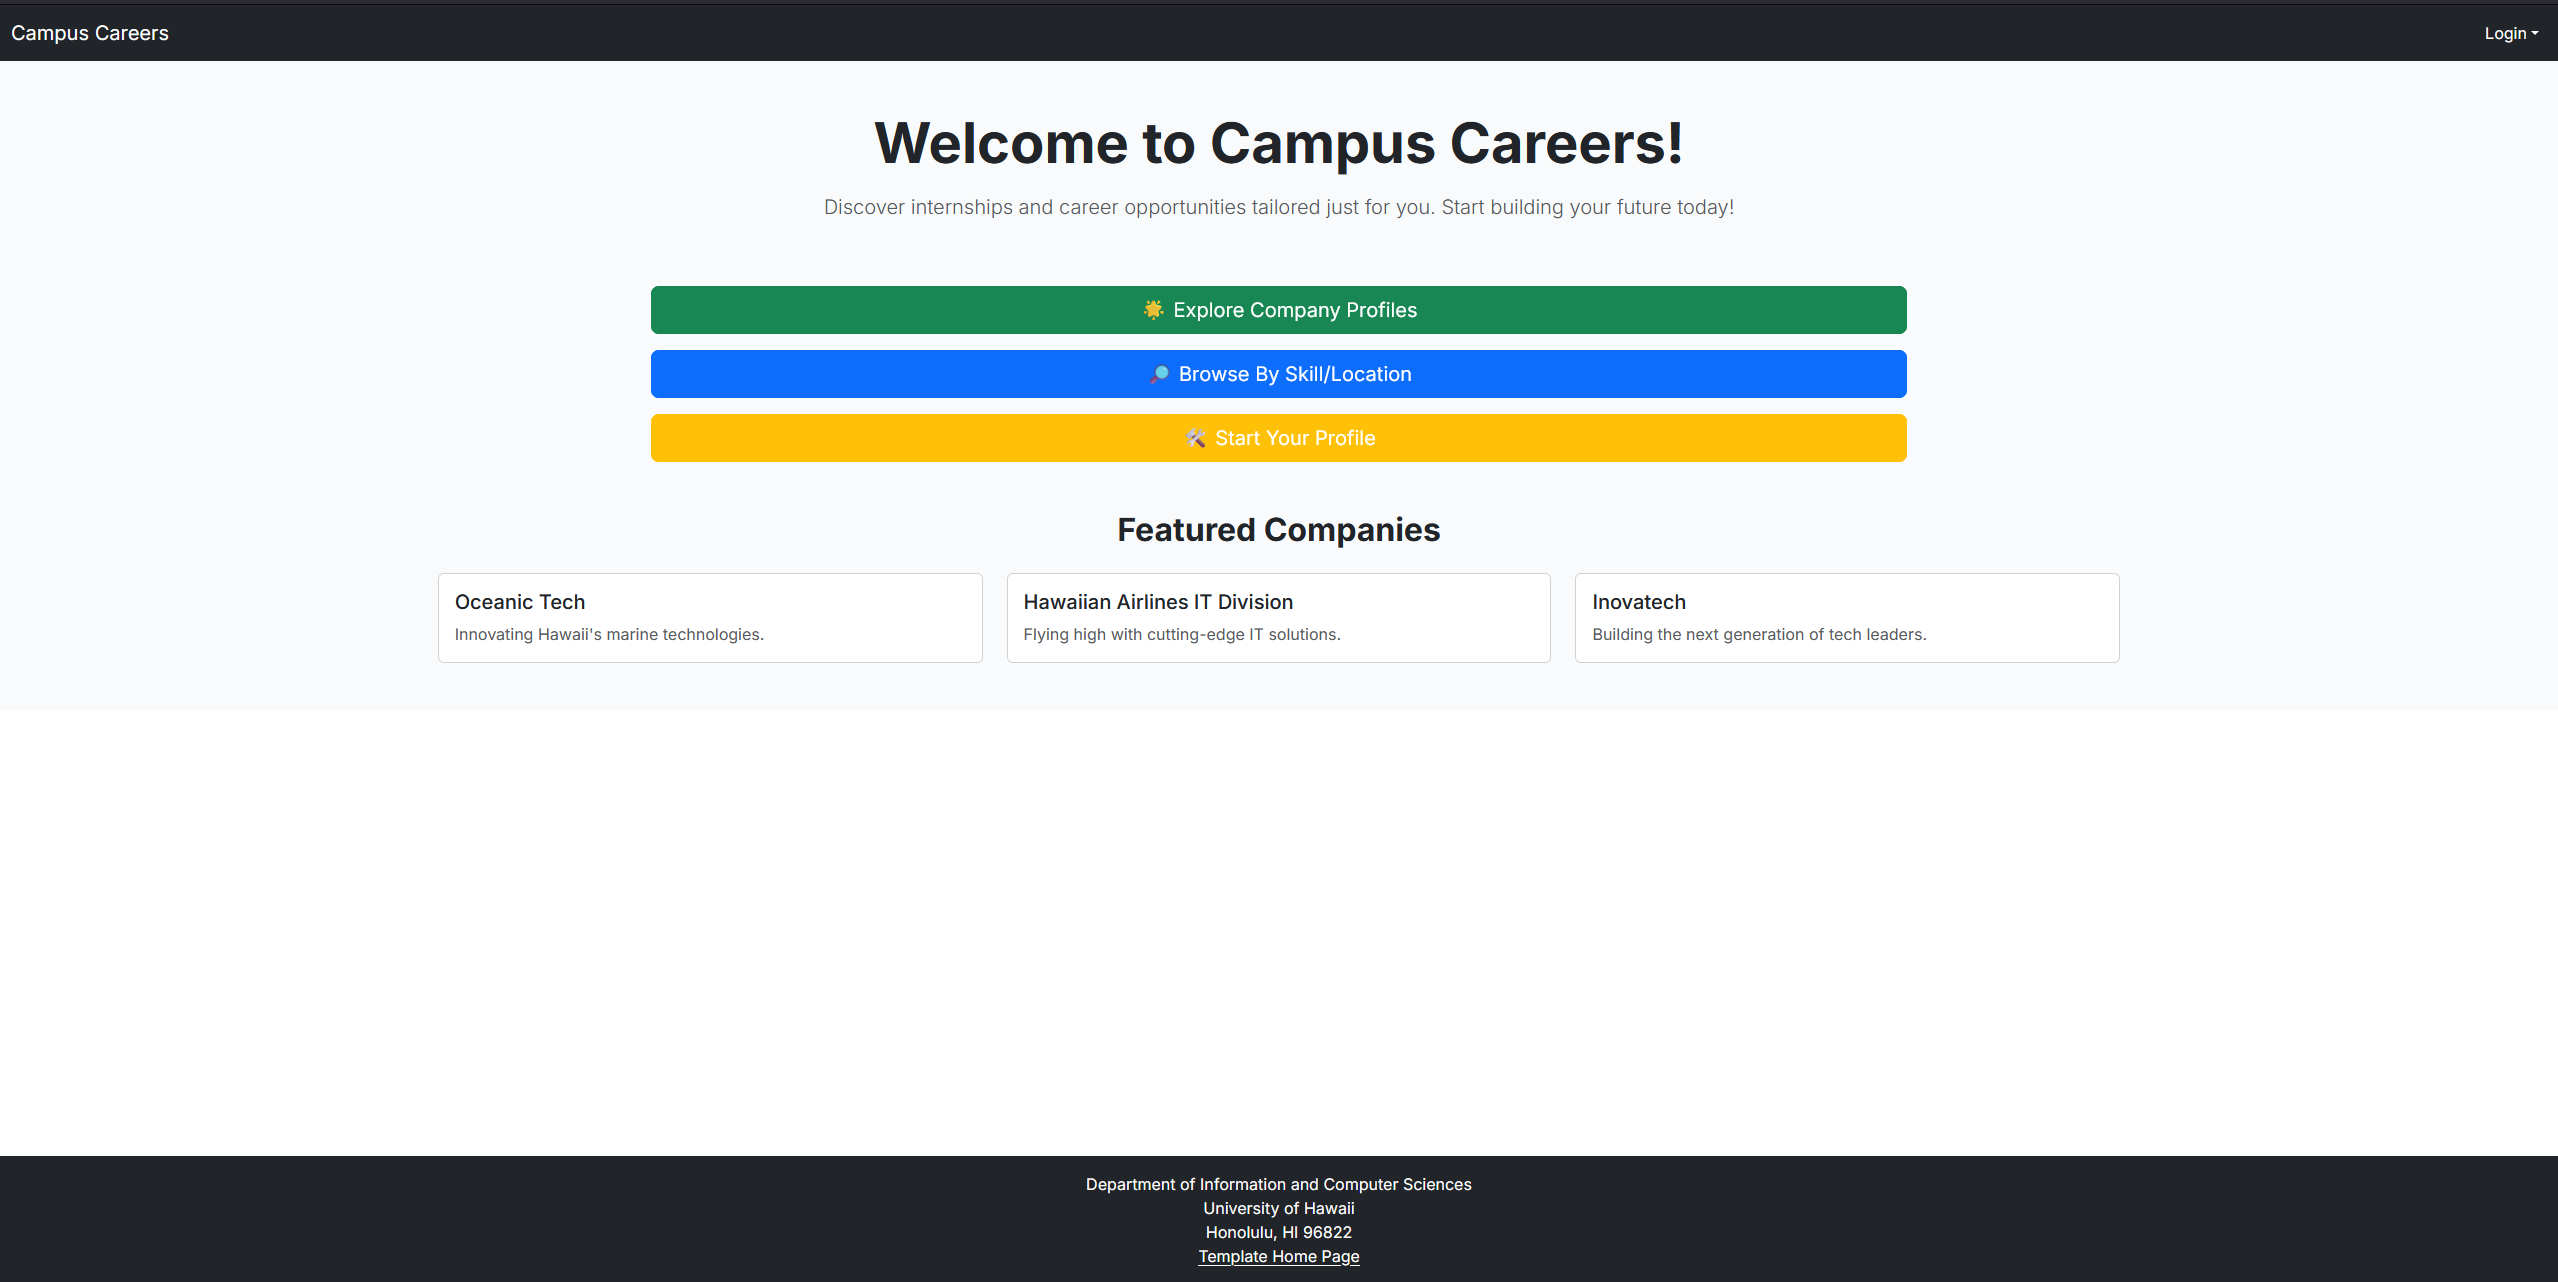 Campus Careers
Login
Welcome to Campus Careers!
Discover internships and career opportunities tailored just for you. Start building your future today!
🌟 Explore Company Profiles
🔎 Browse By Skill/Location
🛠️ Start Your Profile
Featured Companies
Oceanic Tech
Innovating Hawaii's marine technologies.
Hawaiian Airlines IT Division
Flying high with cutting-edge IT solutions.
Inovatech
Building the next generation of tech leaders.
Department of Information and Computer Sciences
University of Hawaii
Honolulu, HI 96822
Template Home Page